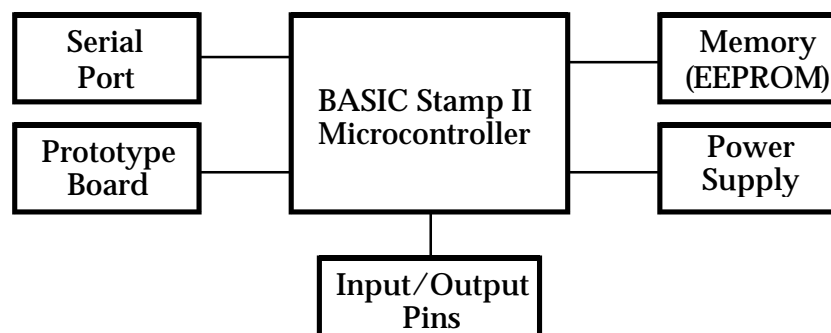 Serial
Port
Memory
(EEPROM)
BASIC Stamp II
Microcontroller
Prototype
Board
Power
Supply
Input/Output
Pins